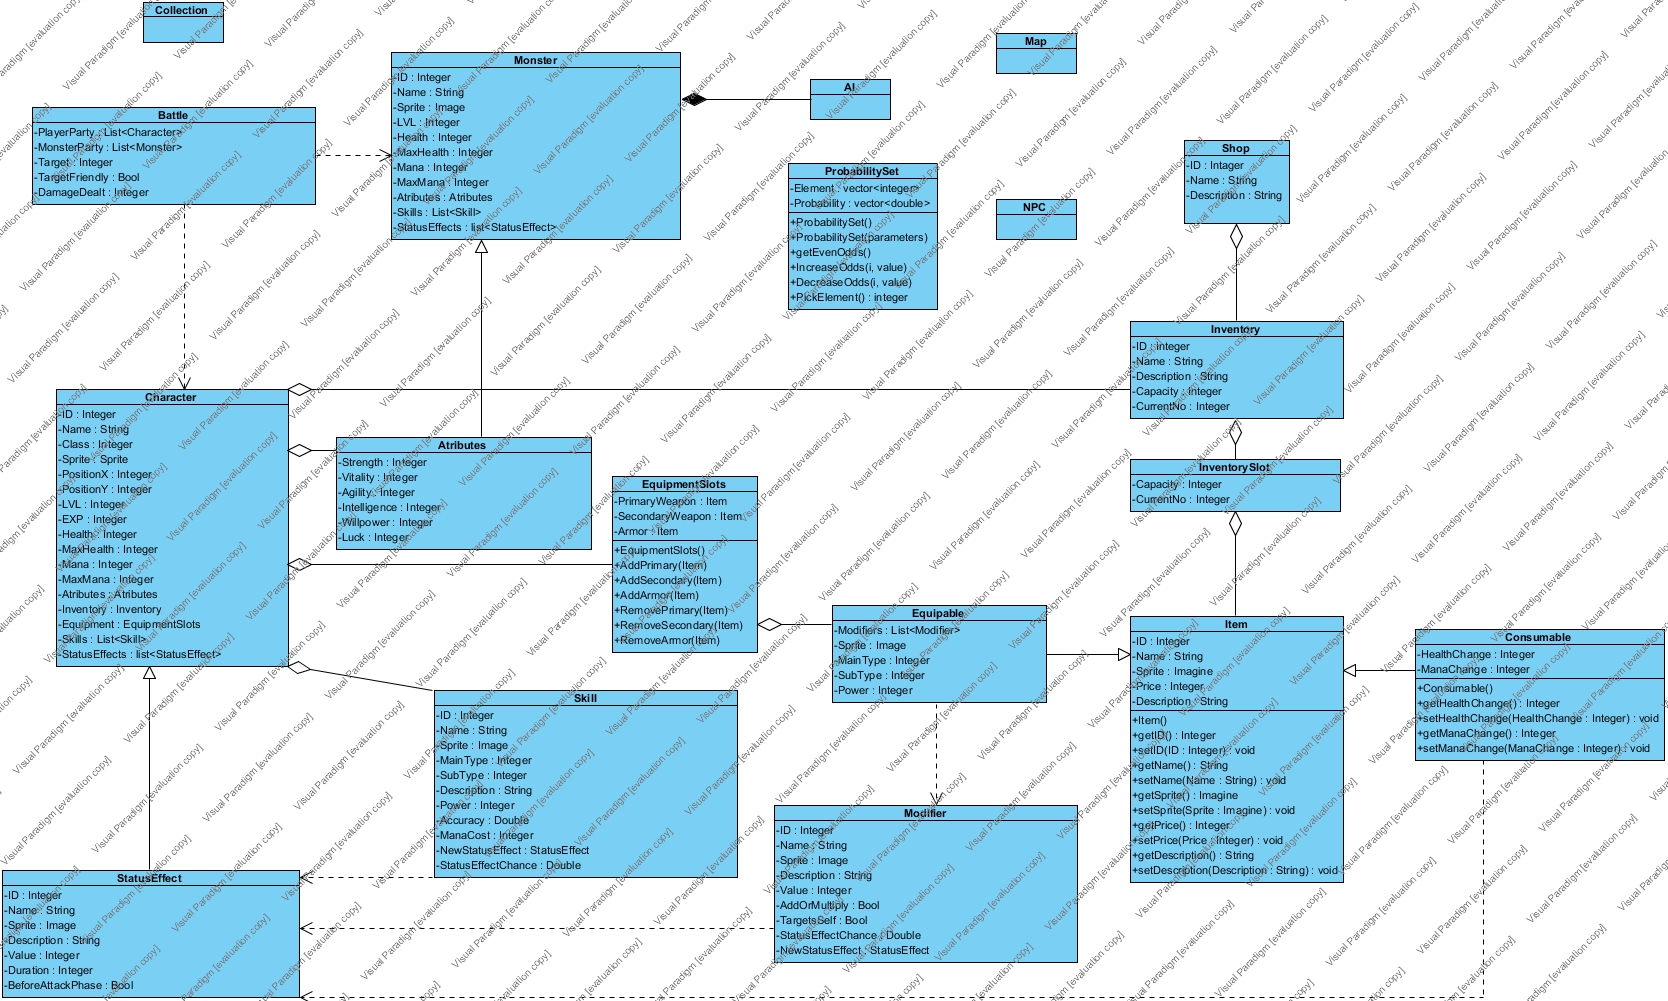 Collection
Map
Monster
-ID : Integer
-Name : String
-Sprite : Image
-LVL : Integer
-Health : Integer
-MaxHealth : Integer
-Mana : Integer
-MaxMana : Integer
-Atributes : Atributes
-Skills : List<Skill>
-StatusEffects : list<StatusEffect>
AI
Battle
-PlayerParty : List<Character>
-MonsterParty : List<Monster>
-Target : Integer
-TargetFriendly : Bool
-DamageDealt : Integer
ProbabilitySet
-Element : vector<integer>
-Probability : vector<double>
+ProbabilitySet()
+ProbabilitySet(parameters)
+getEvenOdds()
+IncreaseOdds(i, value)
+DecreaseOdds(i, value)
+PickElement() : integer
NPC
Shop
-ID : Intager
-Name : String
-Description : String
Inventory
-ID : Integer
-Name : String
-Description : String
-Capacity : Integer
-CurrentNo : Integer
InventorySlot
-Capacity : Integer
-CurrentNo : Integer
Character
-ID : Integer
-Name : String
-Class : Integer
-Sprite : Sprite
-PositionX : Integer
-PositionY : Integer
-LVL : Integer
-EXP : Integer
-Health : Integer
-MaxHealth : Integer
-Mana : Integer
-MaxMana : Integer
-Atributes : Atributes
-Inventory : Inventory
-Equipment : EquipmentSlots
-Skills : List<Skill>
-StatusEffects : list<StatusEffect>
Atributes
-Strength : Integer
-Vitality : Integer
-Agility : Integer
-Intelligence : Integer
-Willpower : Integer
-Luck : Integer
EquipmentSlots
-PrimaryWeapon : Item
-SecondaryWeapon : Item
-Armor : Item
+EquipmentSlots()
+AddPrimary(Item)
+AddSecondary(Item)
+AddArmor(Item)
+RemovePrimary(Item)
+RemoveSecondary(Item)
+RemoveArmor(Item)
Equipable
-Modifiers : List<Modifier>
-Sprite : Image
-MainType : Integer
-SubType : Integer
-Power : Integer
Item
-ID : Integer
-Name : String
-Sprite : Imagine
-Price : Integer
-Description : String
+Item()
+getID() : Integer
+setID(ID : Integer) : void
+getName() : String
+setName(Name : String) : void
+getSprite() : Imagine
+setSprite(Sprite : Imagine) : void
+getPrice() : Integer
+setPrice(Price : Integer) : void
+getDescription() : String
+setDescription(Description : String) : void
Consumable
-HealthChange : Integer
-ManaChange : Integer
+Consumable()
+getHealthChange() : Integer
+setHealthChange(HealthChange : Integer) : void
+getManaChange() : Integer
+setManaChange(ManaChange : Integer) : void
Skill
-ID : Integer
-Name : String
-Sprite : Image
-MainType : Integer
-SubType : Integer
-Description : String
-Power : Integer
-Accuracy : Double
-ManaCost : Integer
-NewStatusEffect : StatusEffect
-StatusEffectChance : Double
Modifier
-ID : Integer
-Name : String
-Sprite : Image
-Description : String
-Value : Integer
-AddOrMultiply : Bool
-TargetsSelf : Bool
-StatusEffectChance : Double
-NewStatusEffect : StatusEffect
StatusEffect
-ID : Integer
-Name : String
-Sprite : Image
-Description : String
-Value : Integer
-Duration : Integer
-BeforeAttackPhase : Bool
Visual Paradigm [evaluation copy]